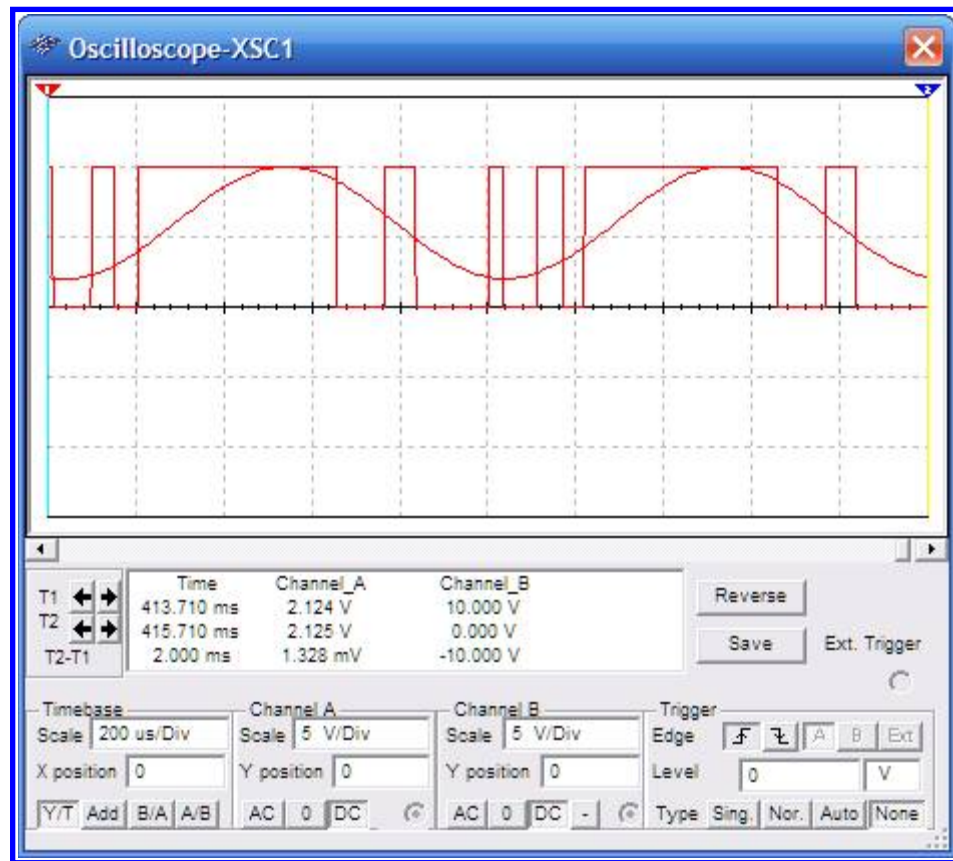 Oscilloscope-XSC1
1 2
Time Channel_A Channel_B
T1 413.710 ms 2.124 V 10.000 V
T2 415.710 ms 2.125 V 0.000 V
T2-T1 2.000 ms 1.328 mV -10.000 V
Reverse
Save
Ext. Trigger
Timebase
Scale 200 us/Div
X position 0
Y/T Add B/A A/B
Channel A
Scale 5 V/Div
Y position 0
AC 0 DC
Channel B
Scale 5 V/Div
Y position 0
AC 0 DC -
Trigger
Edge A B Ext
Level 0 V
Type Sing. Nor. Auto None